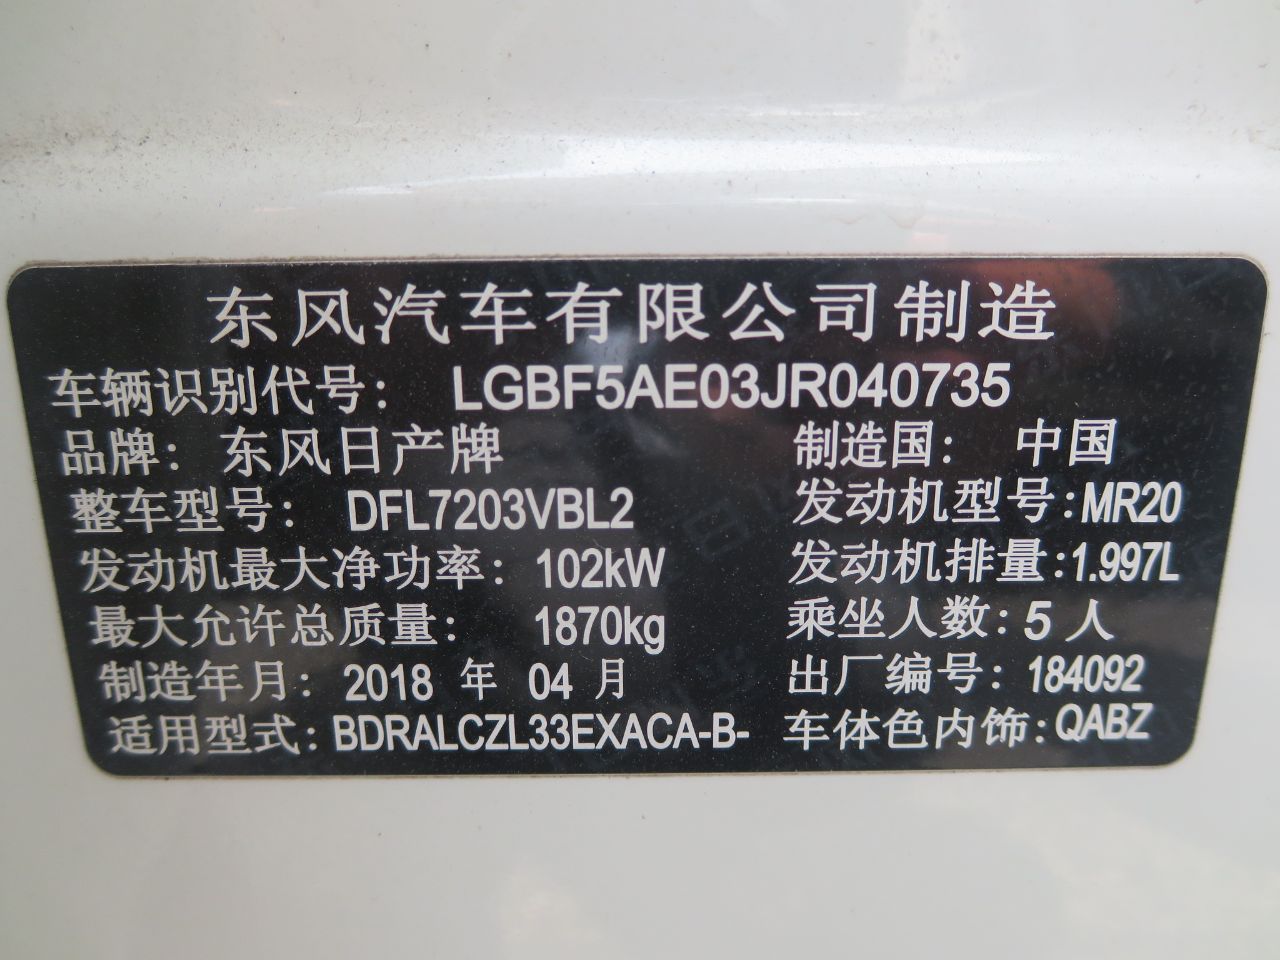 东风汽车有限公司制造
车辆识别代号： LGBF5AE03JR040735
品牌： 东风日产牌 制造国： 中国
整车型号： DFL7203VBL2 发动机型号：MR20
发动机最大净功率： 102kW 发动机排量：1.997L
最大允许总质量： 1870kg 乘坐人数：5 人
制造年月： 2018 年 04 月 出厂编号：184092
适用型式：BDRALCZL33EXACA-B- 车体色内饰：QABZ